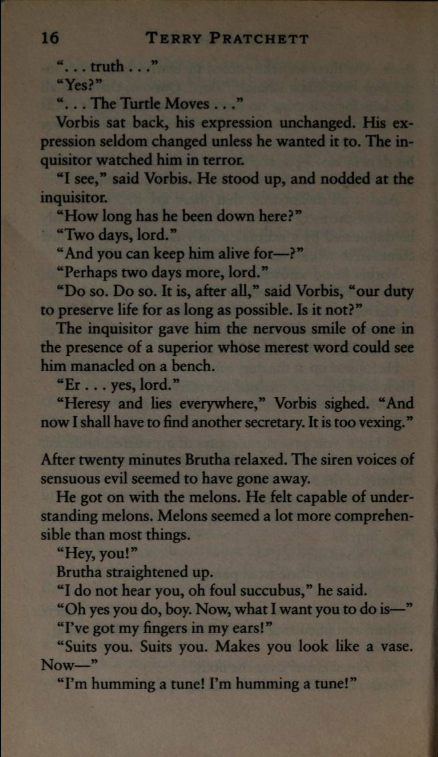 16 TERRY PRATCHETT
“. . . truth . . .”
“Yes?”
“. . . The Turtle Moves . . .”
Vorbis sat back, his expression unchanged. His ex-
pression seldom changed unless he wanted it to. The in-
quisitor watched him in terror.
“I see,” said Vorbis. He stood up, and nodded at the
inquisitor.
“How long has he been down here?”
“Two days, lord.”
“And you can keep him alive for—?”
“Perhaps two days more, lord.”
“Do so. Do so. It is, after all,” said Vorbis, “our duty
to preserve life for as long as possible. Is it not?”
The inquisitor gave him the nervous smile of one in
the presence of a superior whose merest word could see
him manacled on a bench.
“Er . . . yes, lord.”
“Heresy and lies everywhere,” Vorbis sighed. “And
now I shall have to find another secretary. It is too vexing.”
After twenty minutes Brutha relaxed. The siren voices of
sensuous evil seemed to have gone away.
He got on with the melons. He felt capable of under-
standing melons. Melons seemed a lot more comprehen-
sible than most things.
“Hey, you!”
Brutha straightened up.
“I do not hear you, oh foul succubus,” he said.
“Oh yes you do, boy. Now, what I want you to do is—”
“I’ve got my fingers in my ears!”
“Suits you. Suits you. Makes you look like a vase.
Now—”
“I’m humming a tune! I’m humming a tune!”